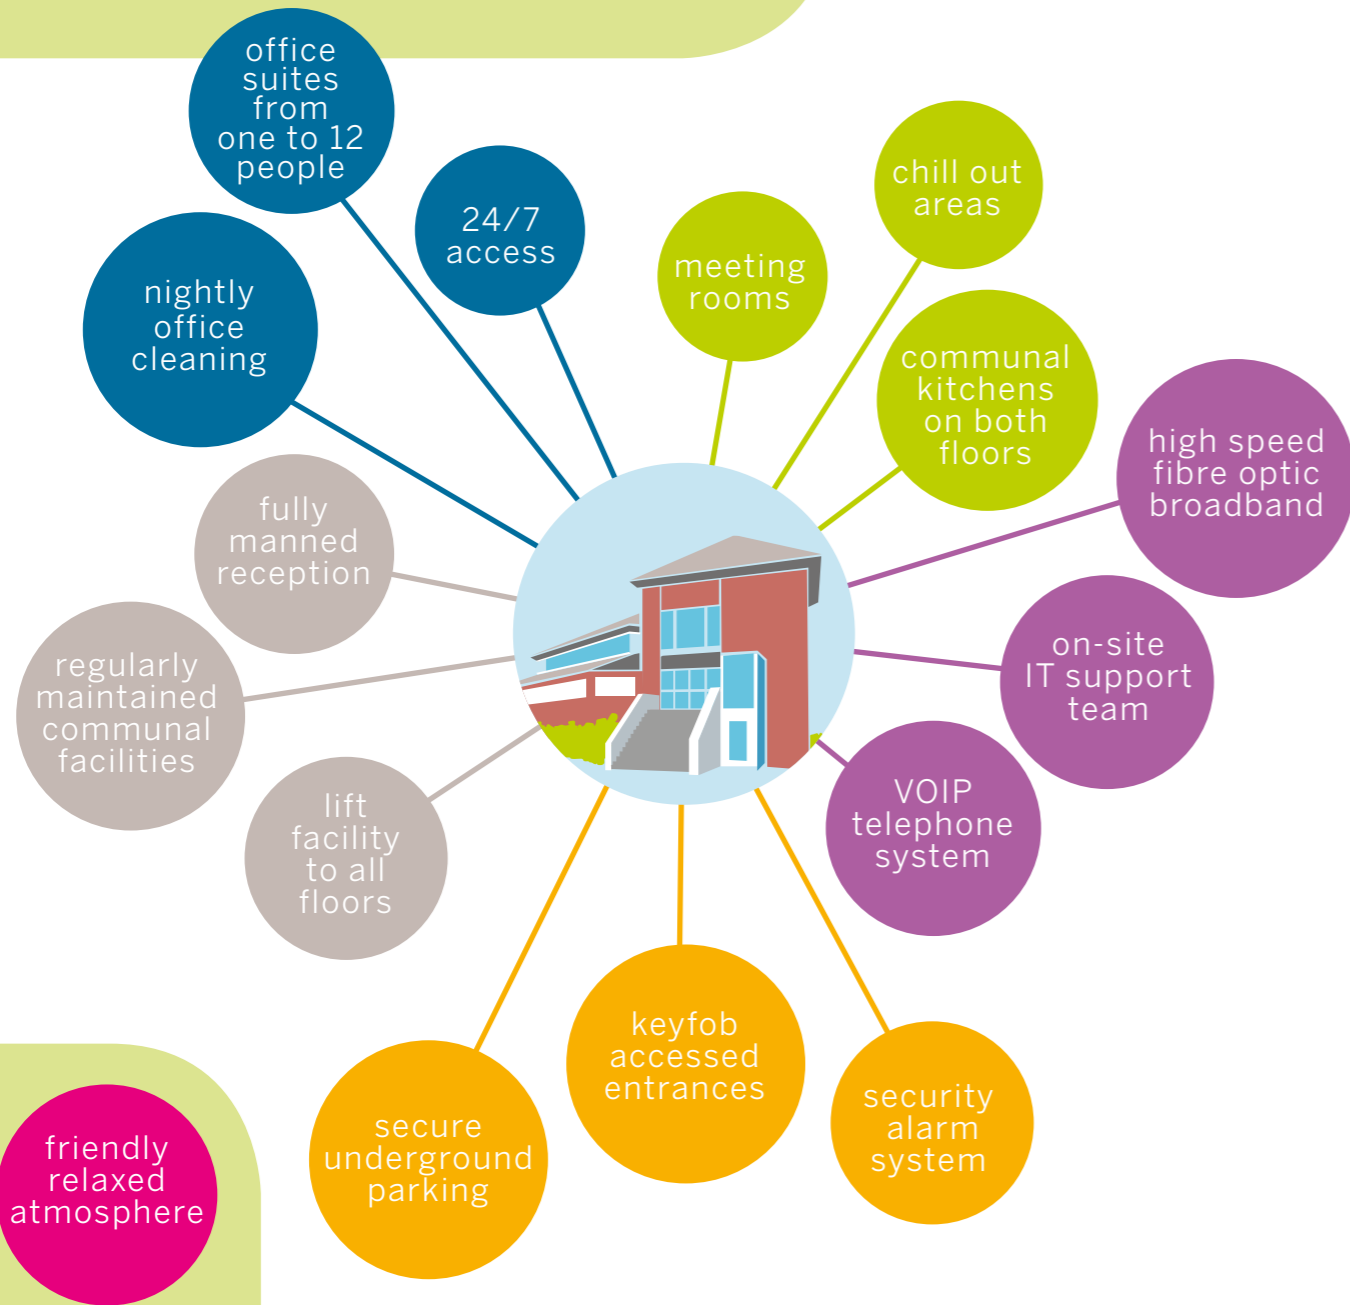 office
suites
from
one to 12
people
24/7
access
nightly
office
cleaning
meeting
rooms
chill out
areas
communal
kitchens
on both
floors
high speed
fibre optic
broadband
fully
manned
reception
regularly
maintained
communal
facilities
on-site
IT support
team
lift
facility
to all
floors
VOIP
telephone
system
secure
underground
parking
keyfob
accessed
entrances
security
alarm
system
friendly
relaxed
atmosphere